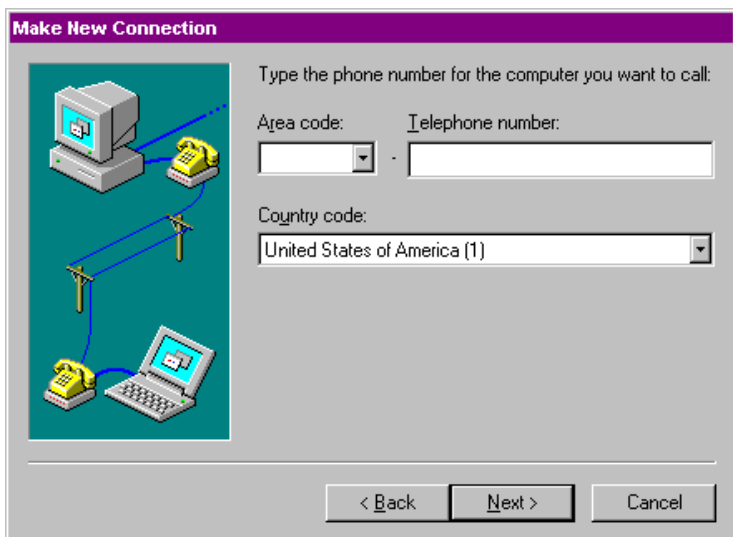 Make New Connection
Type the phone number for the computer you want to call:
Area code: Telephone number:
-
Country code:
United States of America (1)
< Back Next > Cancel